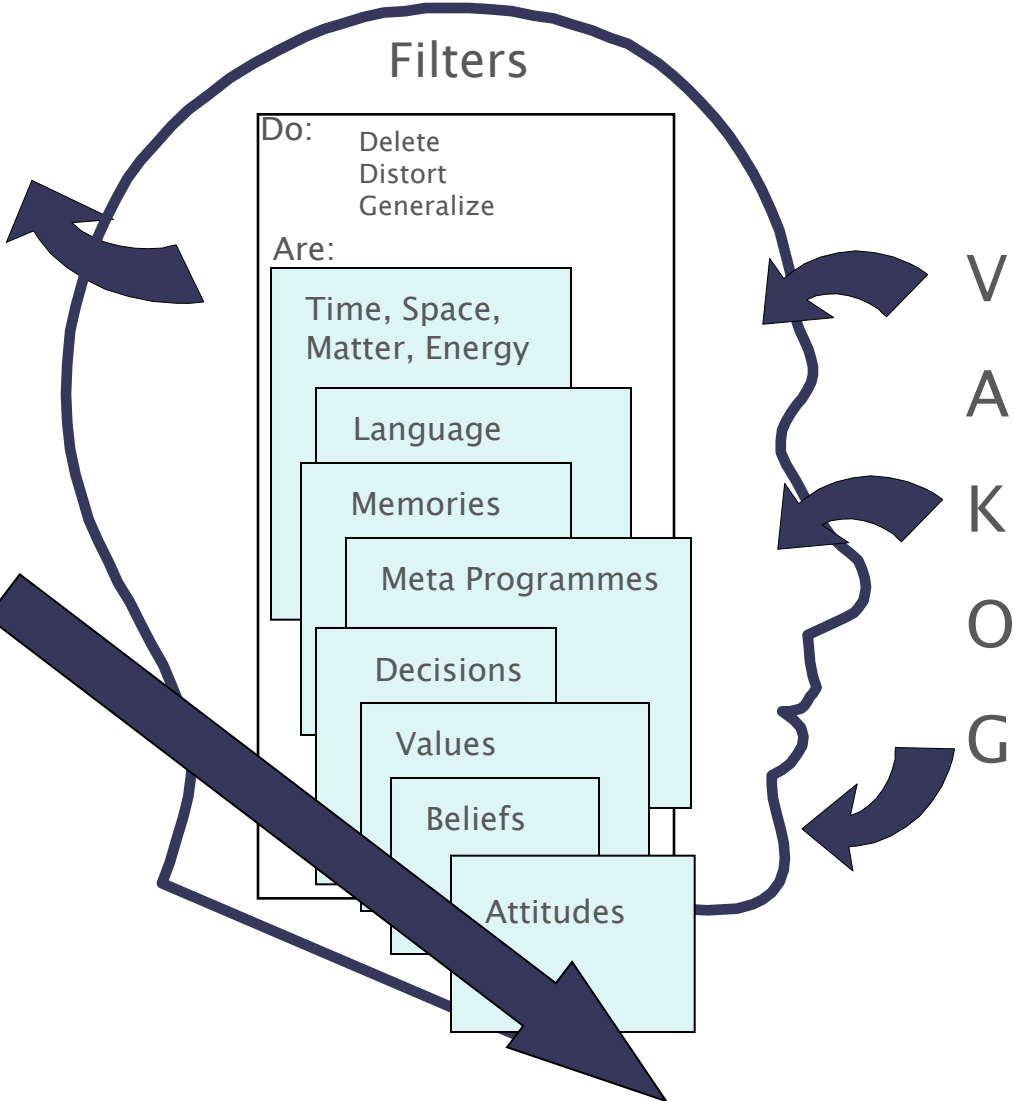 Filters
Do:
Delete
Distort
Generalize
Are:
Time, Space,
Matter, Energy
Language
Memories
Meta Programmes
Decisions
Values
Beliefs
Attitudes
V
A
K
O
G